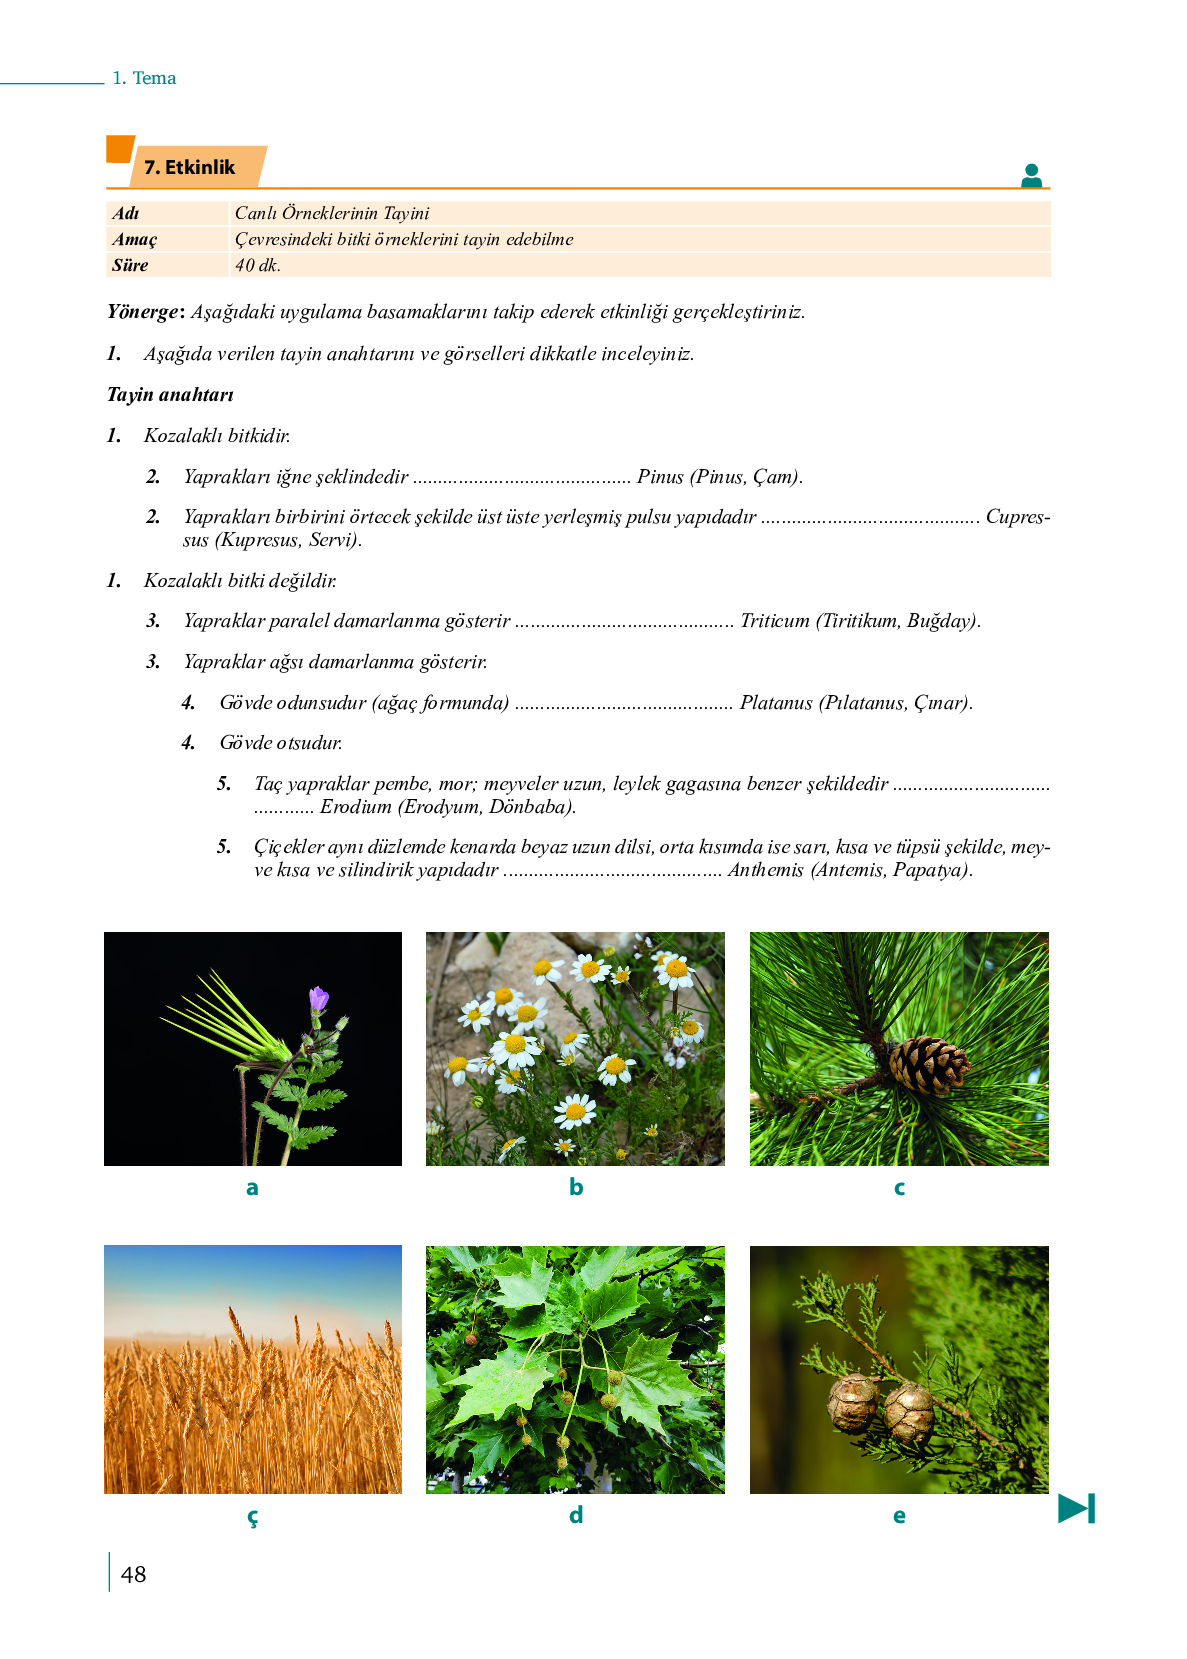 1. Tema
7. Etkinlik
Adı Canlı Örneklerinin Tayini
Amaç Çevresindeki bitki örneklerini tayin edebilme
Süre 40 dk.
Yönerge: Aşağıdaki uygulama basamaklarını takip ederek etkinliği gerçekleştiriniz.
1. Aşağıda verilen tayin anahtarını ve görselleri dikkatle inceleyiniz.
Tayin anahtarı
1. Kozalaklı bitkidir.
2. Yaprakları iğne şeklindedir ........................................... Pinus (Pinus, Çam).
2. Yaprakları birbirini örtecek şekilde üst üste yerleşmiş pulsu yapıdadır ........................................... Cupres-
sus (Kupresus, Servi).
1. Kozalaklı bitki değildir.
3. Yapraklar paralel damarlanma gösterir ........................................... Triticum (Tiritikum, Buğday).
3. Yapraklar ağsı damarlanma gösterir.
4. Gövde odunsudur (ağaç formunda) ........................................... Platanus (Pılatanus, Çınar).
4. Gövde otsudur.
5. Taç yapraklar pembe, mor; meyveler uzun, leylek gagasına benzer şekildedir ...............................
............ Erodium (Erodyum, Dönbaba).
5. Çiçekler aynı düzlemde kenarda beyaz uzun dilsi, orta kısımda ise sarı, kısa ve tüpsü şekilde, mey-
ve kısa ve silindirik yapıdadır ........................................... Anthemis (Antemis, Papatya).
a b c
ç d e
48